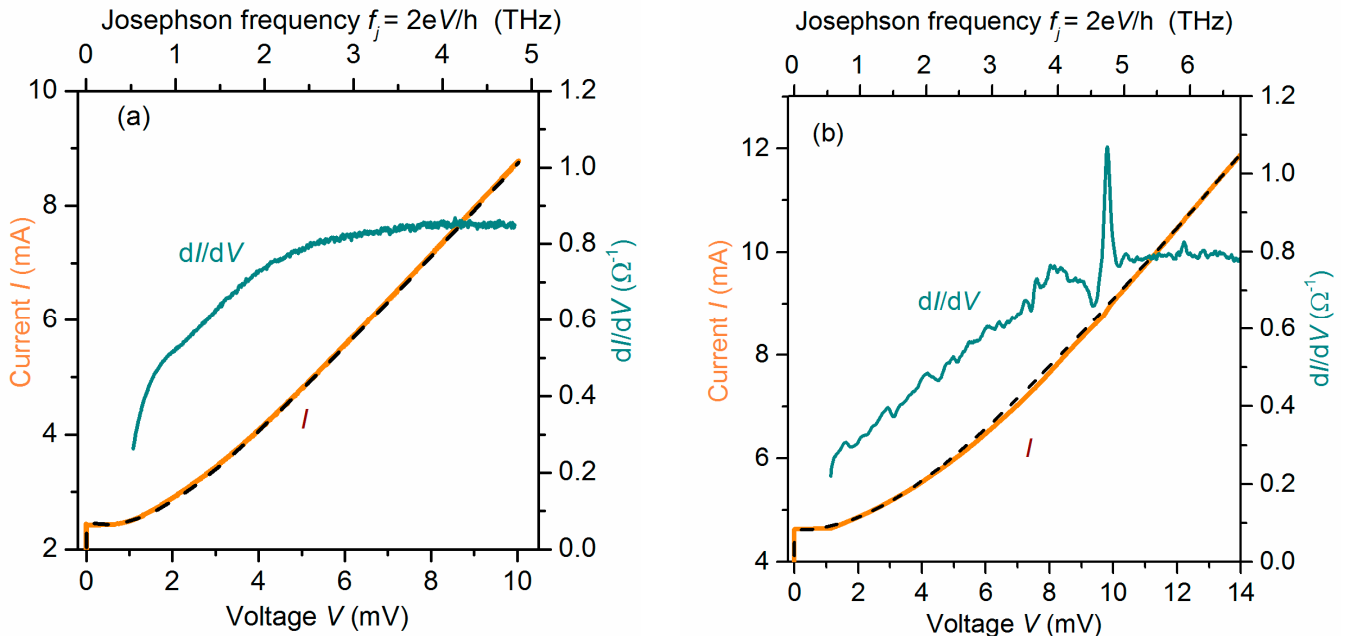 Josephson frequency fj = 2eV/h (THz)
0 1 2 3 4 5
(a)
10
8
6
4
2
Current I (mA)
dI/dV
I
1.2
1.0
0.8
0.6
0.4
0.2
0.0
dI/dV (Ω-1)
0 2 4 6 8 10
Voltage V (mV)
Josephson frequency fj = 2eV/h (THz)
0 1 2 3 4 5 6
(b)
12
10
8
6
4
Current I (mA)
dI/dV
I
1.2
1.0
0.8
0.6
0.4
0.2
0.0
dI/dV (Ω-1)
0 2 4 6 8 10 12 14
Voltage V (mV)